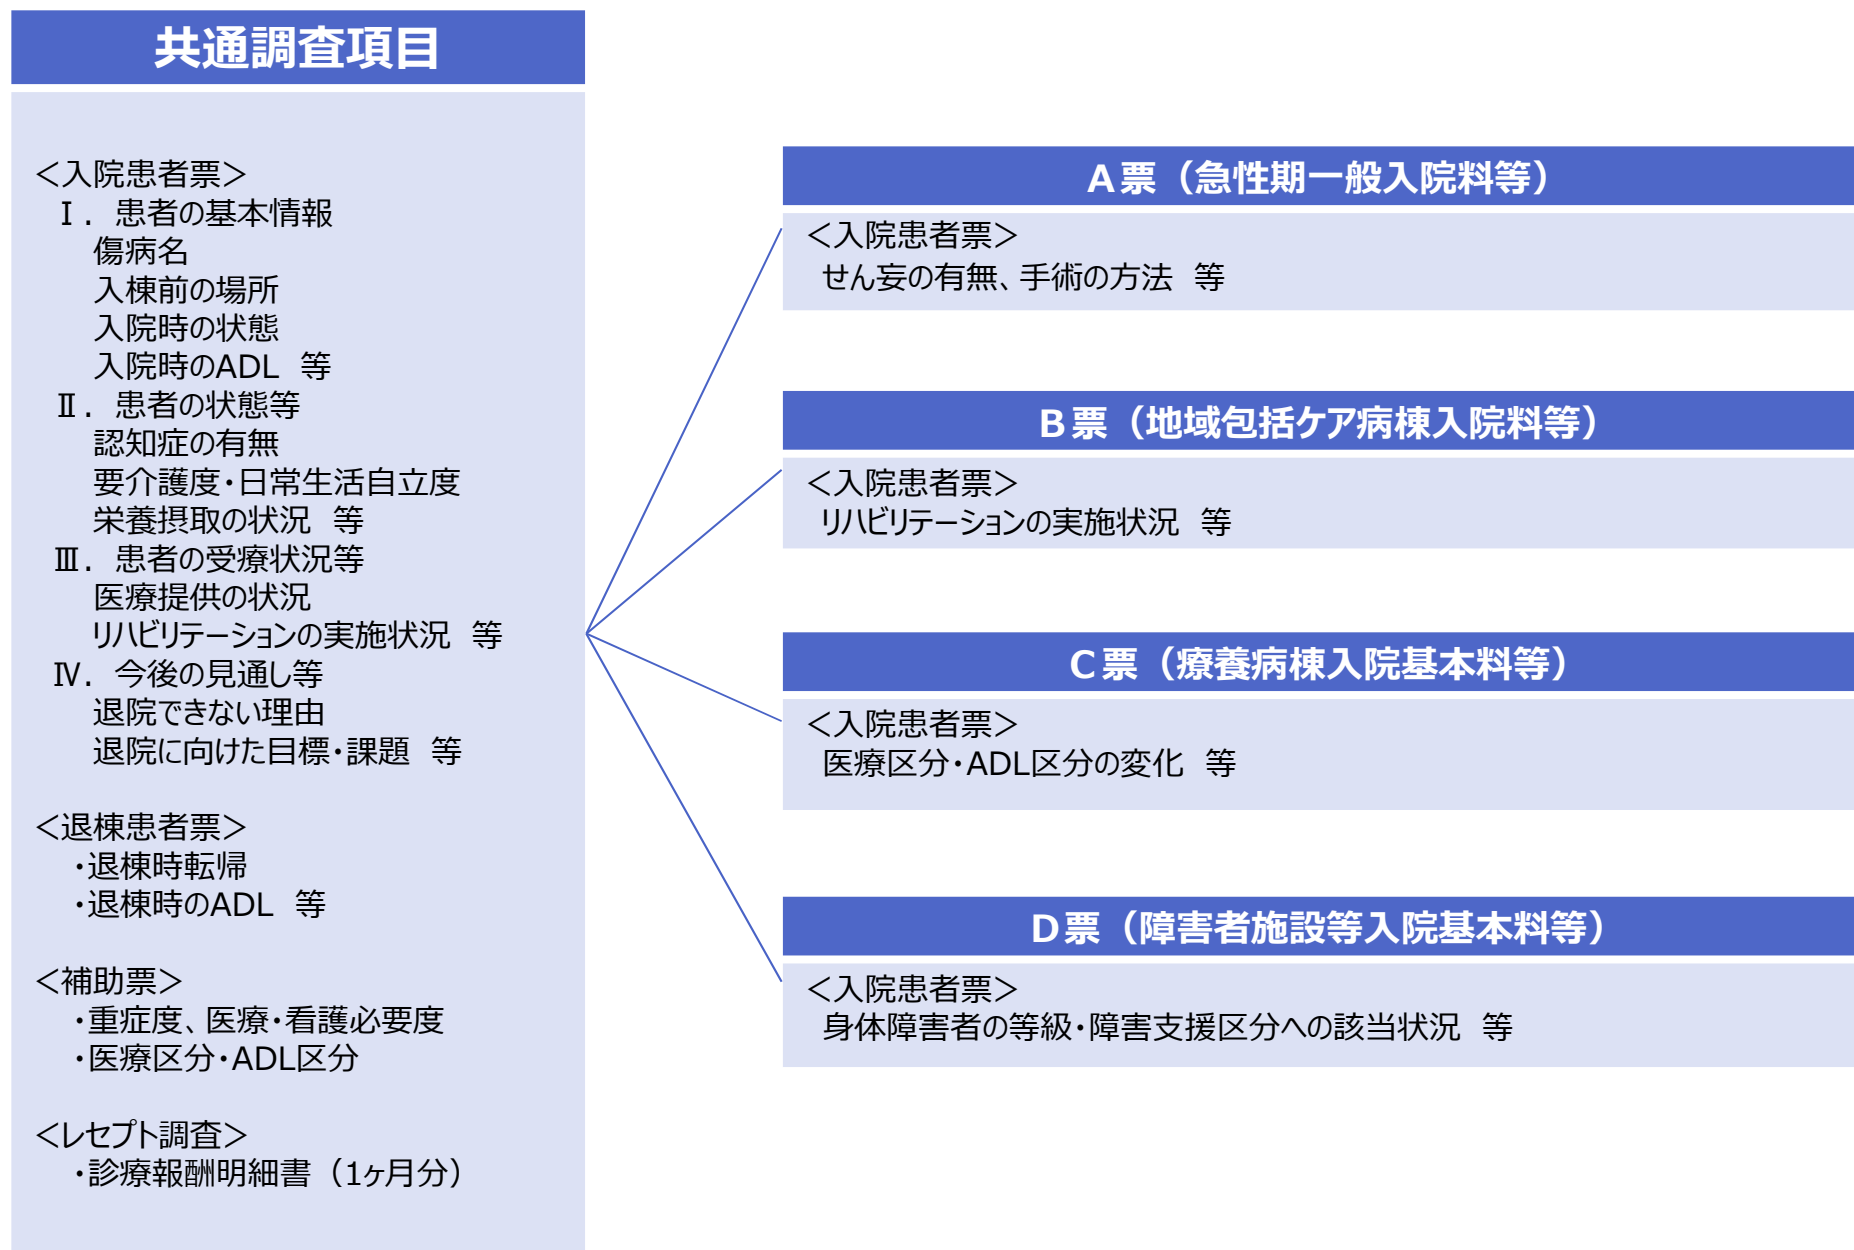 共通調査項目
＜入院患者票＞
Ⅰ．患者の基本情報
傷病名
入棟前の場所
入院時の状態
入院時のADL　等
Ⅱ．患者の状態等
認知症の有無
要介護度・日常生活自立度
栄養摂取の状況　等
Ⅲ．患者の受療状況等
医療提供の状況
リハビリテーションの実施状況　等
Ⅳ．今後の見通し等
退院できない理由
退院に向けた目標・課題　等
＜退棟患者票＞
・退棟時転帰
・退棟時のADL　等
＜補助票＞
・重症度、医療・看護必要度
・医療区分・ADL区分
＜レセプト調査＞
・診療報酬明細書（1ヶ月分）
A票（急性期一般入院料等）
＜入院患者票＞
せん妄の有無、手術の方法　等
B票（地域包括ケア病棟入院料等）
＜入院患者票＞
リハビリテーションの実施状況　等
C票（療養病棟入院基本料等）
＜入院患者票＞
医療区分・ADL区分の変化　等
D票（障害者施設等入院基本料等）
＜入院患者票＞
身体障害者の等級・障害支援区分への該当状況　等